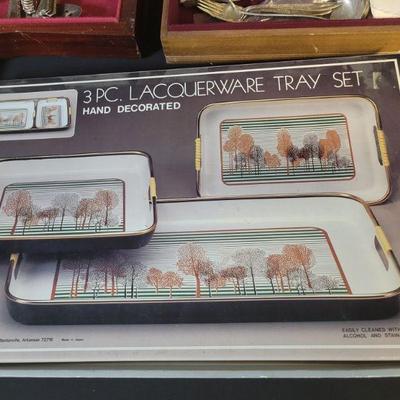 3 PC. LACQUERWARE TRAY SET
HAND DECORATED
EASILY CLEANED WITH
ALCOHOL AND STAIN
Bentonville, Arkansas 72716 Made in Japan